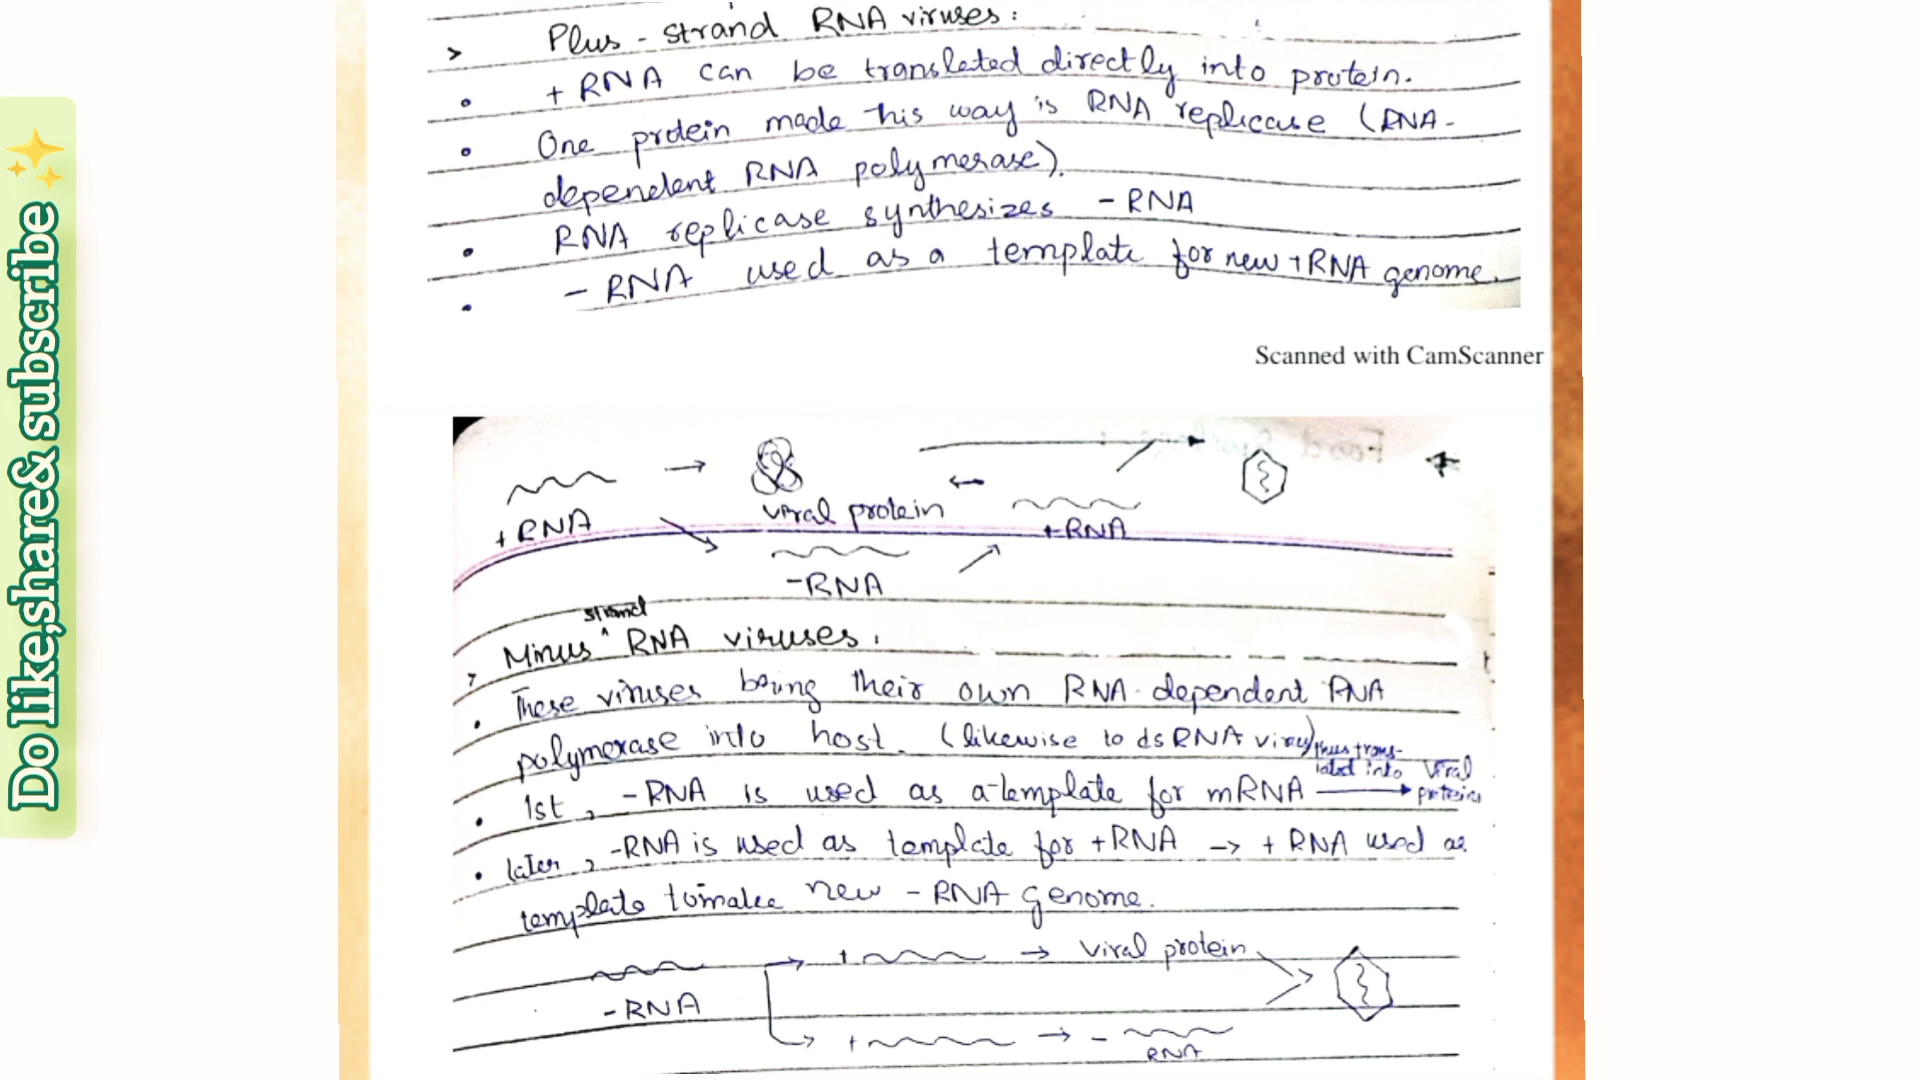 Do like,share& subscribe ✨
> Plus - strand RNA viruses :
• + RNA can be translated directly into protein.
• One protein made this way is RNA replicase (RNA-
dependent RNA polymerase).
• RNA replicase synthesizes - RNA
• - RNA used as a template for new +RNA genome.
Scanned with CamScanner
+ RNA → viral protein ← +RNA
-RNA
strand
> Minus ^ RNA viruses .
• These viruses bring their own RNA-dependent RNA
polymerase into host. (likewise to dsRNA virus)
thus trans-
lated into viral
• 1st, -RNA is used as a template for mRNA → proteins
• later, -RNA is used as template for +RNA → + RNA used as
template to make new - RNA genome.
+ → Viral protein
-RNA
+ → -
RNA